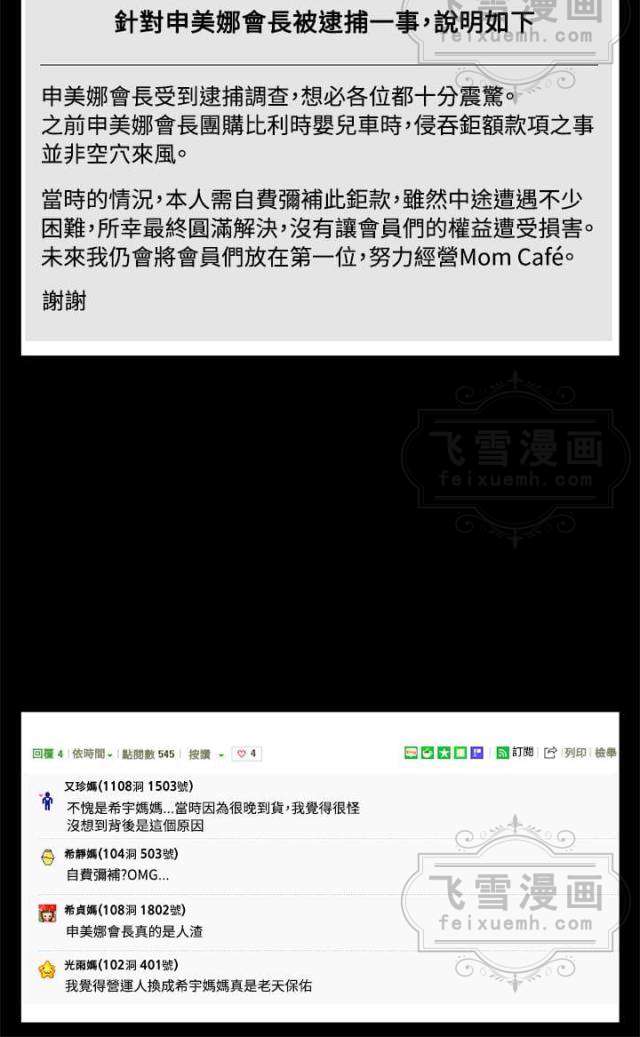 針對申美娜會長被逮捕一事，說明如下
飞雪漫画
feixuemh.com
申美娜會長受到逮捕調查，想必各位都十分震驚。
之前申美娜會長團購比利時嬰兒車時，侵吞鉅額款項之事
並非空穴來風。
當時的情況，本人需自費彌補此鉅款，雖然中途遭遇不少
困難，所幸最終圓滿解決，沒有讓會員們的權益遭受損害。
未來我仍會將會員們放在第一位，努力經營Mom Café。
謝謝
飞雪漫画
feixuemh.com
回覆 4 | 依時間 | 點閱數 545 | 按讚 ♡ 4 訂閱 | 列印 | 檢舉
又珍媽(1108洞 1503號)
不愧是希宇媽媽...當時因為很晚到貨，我覺得很怪
沒想到背後是這個原因
希靜媽(104洞 503號)
自費彌補?OMG...
希貞媽(108洞 1802號)
申美娜會長真的是人渣
飞雪漫画
feixuemh.com
光雨媽(102洞 401號)
我覺得營運人換成希宇媽媽真是老天保佑